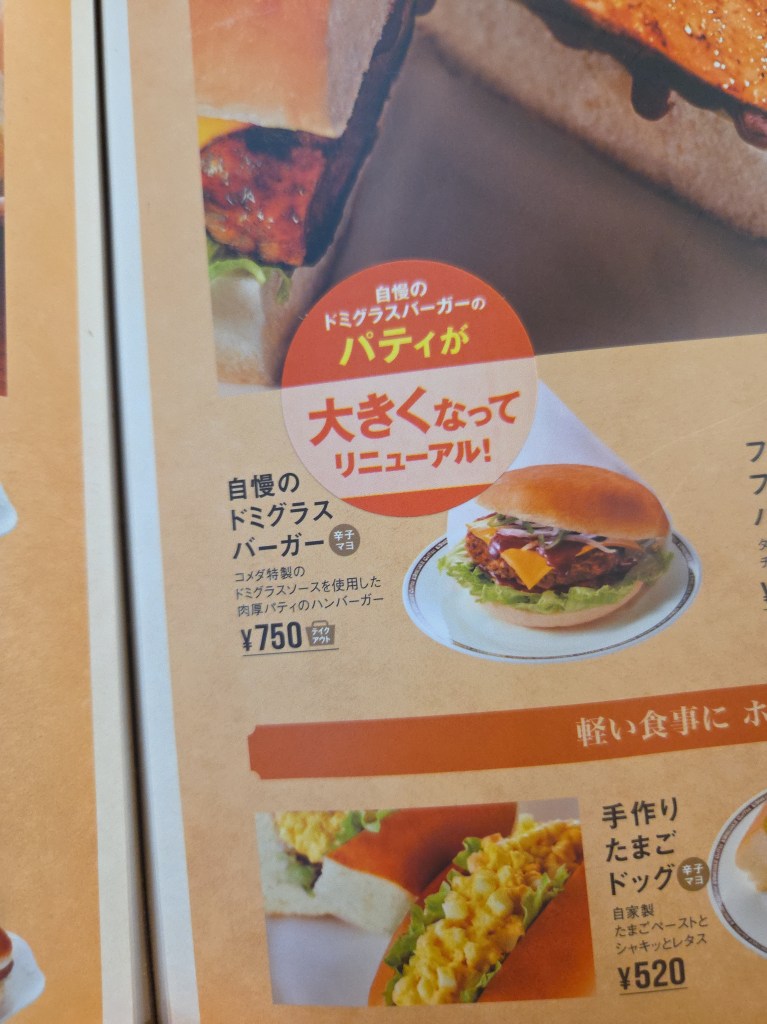 自慢の
ドミグラスバーガーの
パティが
大きくなって
リニューアル!
自慢の
ドミグラス
バーガー 辛子マヨ
コメダ特製の
ドミグラスソースを使用した
肉厚パティのハンバーガー
¥750 テイクアウト
フ
フ
バ
軽い食事に ホ
手作り
たまご
ドッグ 辛子マヨ
自家製
たまごペーストと
シャキッとレタス
¥520